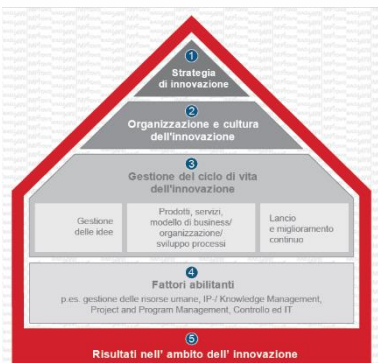 1
Strategia
di innovazione
2
Organizzazione e cultura
dell'innovazione
3
Gestione del ciclo di vita
dell'innovazione
Gestione
delle idee
Prodotti, servizi,
modello di business/
organizzazione/
sviluppo processi
Lancio
e miglioramento
continuo
4
Fattori abilitanti
p.es. gestione delle risorse umane, IP-/ Knowledge Management,
Project and Program Management, Controllo ed IT
5
Risultati nell' ambito dell' innovazione